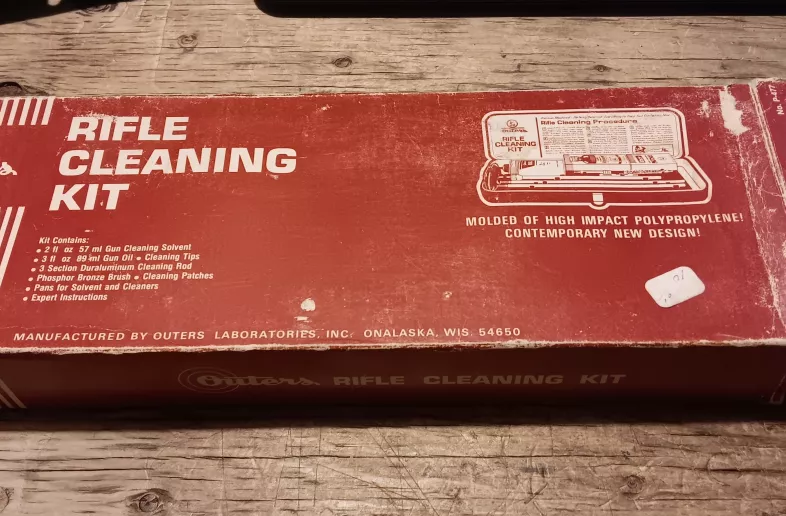 RIFLE
CLEANING
KIT
Kit Contains:
• 2 fl oz 57 ml Gun Cleaning Solvent
• 3 fl oz 89 ml Gun Oil • Cleaning Tips
• 3 Section Duraluminum Cleaning Rod
• Phosphor Bronze Brush • Cleaning Patches
• Pans for Solvent and Cleaners
• Expert Instructions
MANUFACTURED BY OUTERS LABORATORIES, INC. ONALASKA, WIS. 54650
Rifle Cleaning Procedure
RIFLE
CLEANING
KIT
MOLDED OF HIGH IMPACT POLYPROPYLENE!
CONTEMPORARY NEW DESIGN!
Outers RIFLE CLEANING KIT